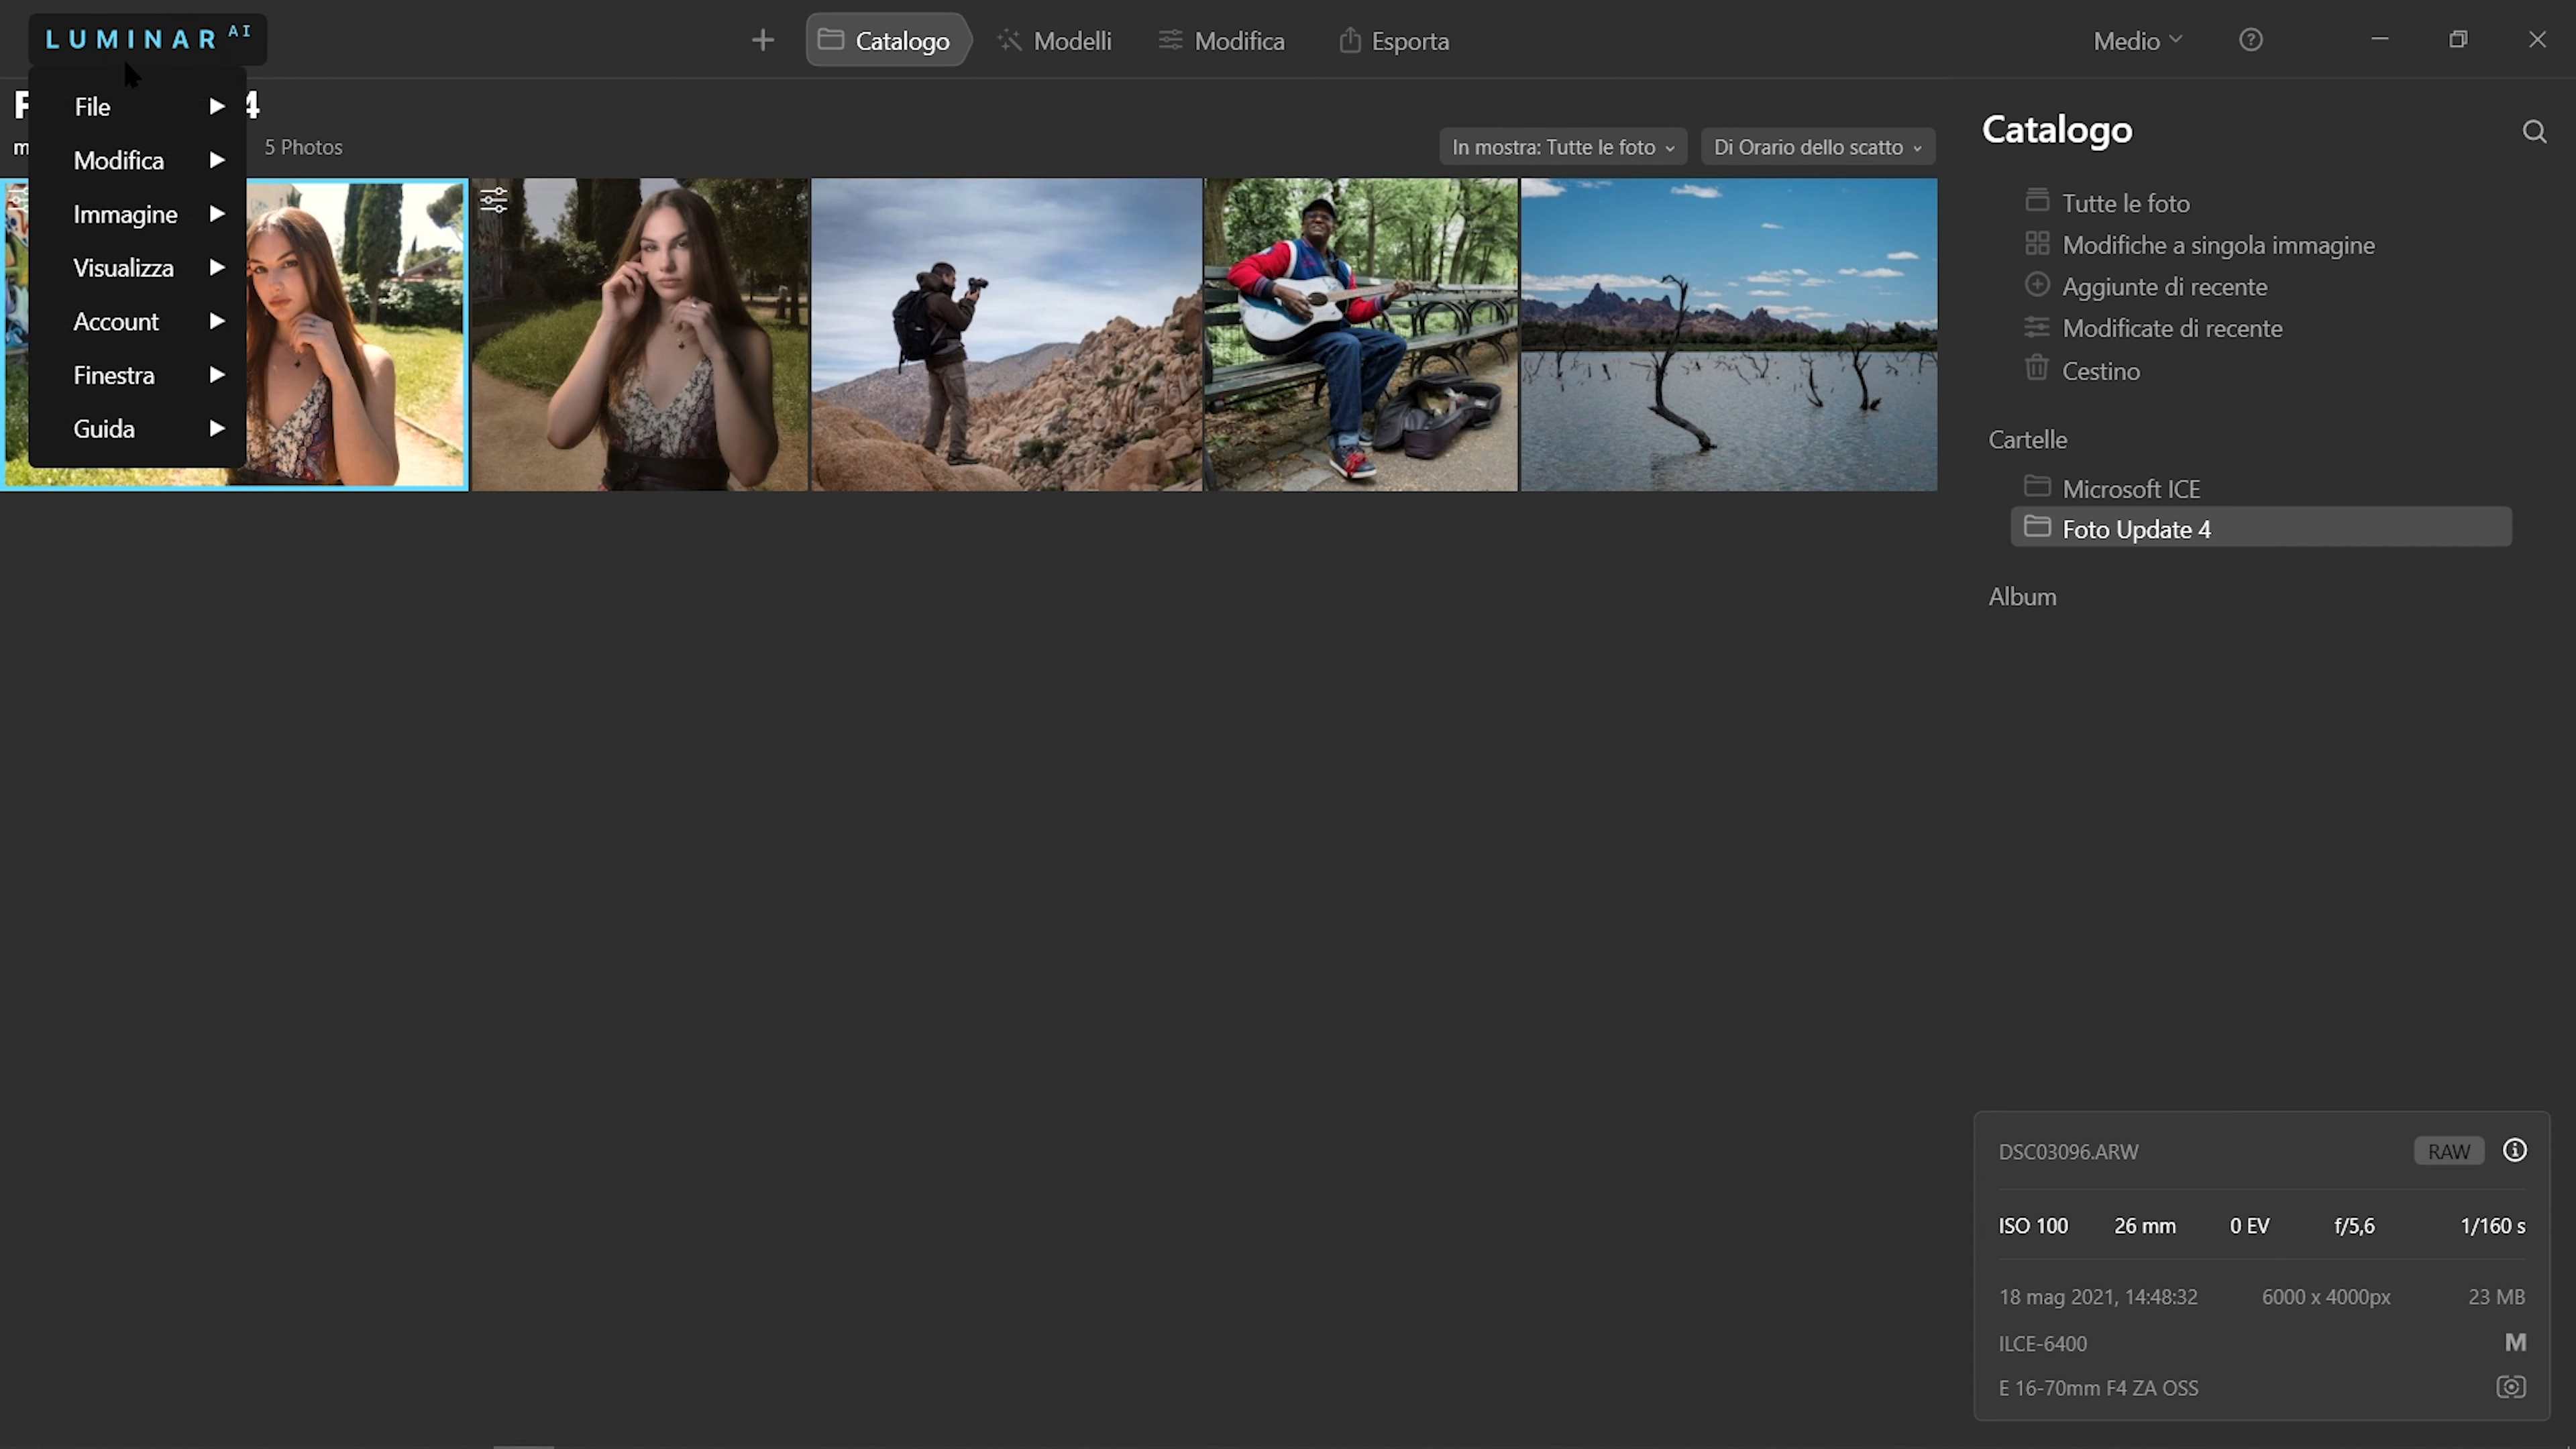 LUMINAR AI
Catalogo
Modelli
Modifica
Esporta
Medio
File
Modifica
Immagine
Visualizza
Account
Finestra
Guida
4
5 Photos
In mostra: Tutte le foto
Di Orario dello scatto
Catalogo
Tutte le foto
Modifiche a singola immagine
Aggiunte di recente
Modificate di recente
Cestino
Cartelle
Microsoft ICE
Foto Update 4
Album
DSC03096.ARW RAW
ISO 100 26 mm 0 EV f/5,6 1/160 s
18 mag 2021, 14:48:32 6000 x 4000px 23 MB
ILCE-6400 M
E 16-70mm F4 ZA OSS